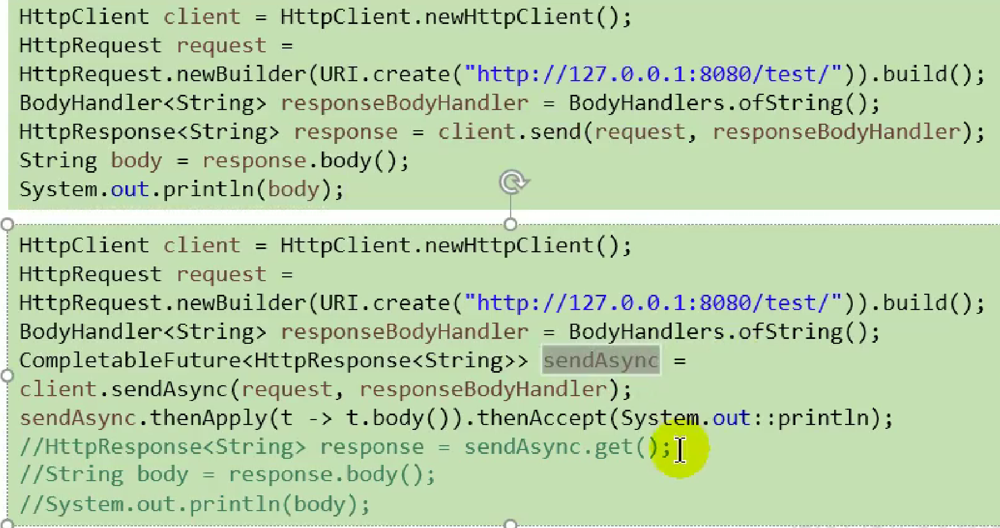 HttpClient client = HttpClient.newHttpClient();
HttpRequest request =
HttpRequest.newBuilder(URI.create("http://127.0.0.1:8080/test/")).build();
BodyHandler<String> responseBodyHandler = BodyHandlers.ofString();
HttpResponse<String> response = client.send(request, responseBodyHandler);
String body = response.body();
System.out.println(body);
HttpClient client = HttpClient.newHttpClient();
HttpRequest request =
HttpRequest.newBuilder(URI.create("http://127.0.0.1:8080/test/")).build();
BodyHandler<String> responseBodyHandler = BodyHandlers.ofString();
CompletableFuture<HttpResponse<String>> sendAsync =
client.sendAsync(request, responseBodyHandler);
sendAsync.thenApply(t -> t.body()).thenAccept(System.out::println);
//HttpResponse<String> response = sendAsync.get();
//String body = response.body();
//System.out.println(body);